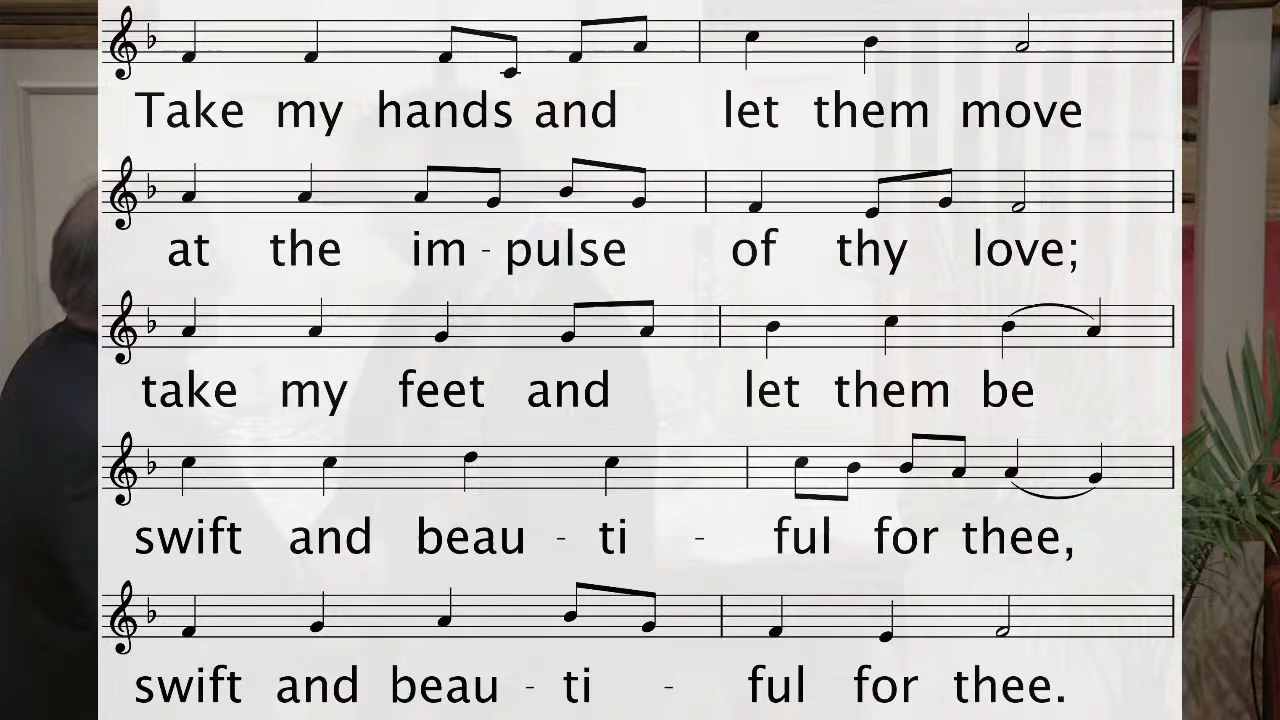 Take my hands and let them move
at the im - pulse of thy love;
take my feet and let them be
swift and beau - ti - ful for thee,
swift and beau - ti - ful for thee.